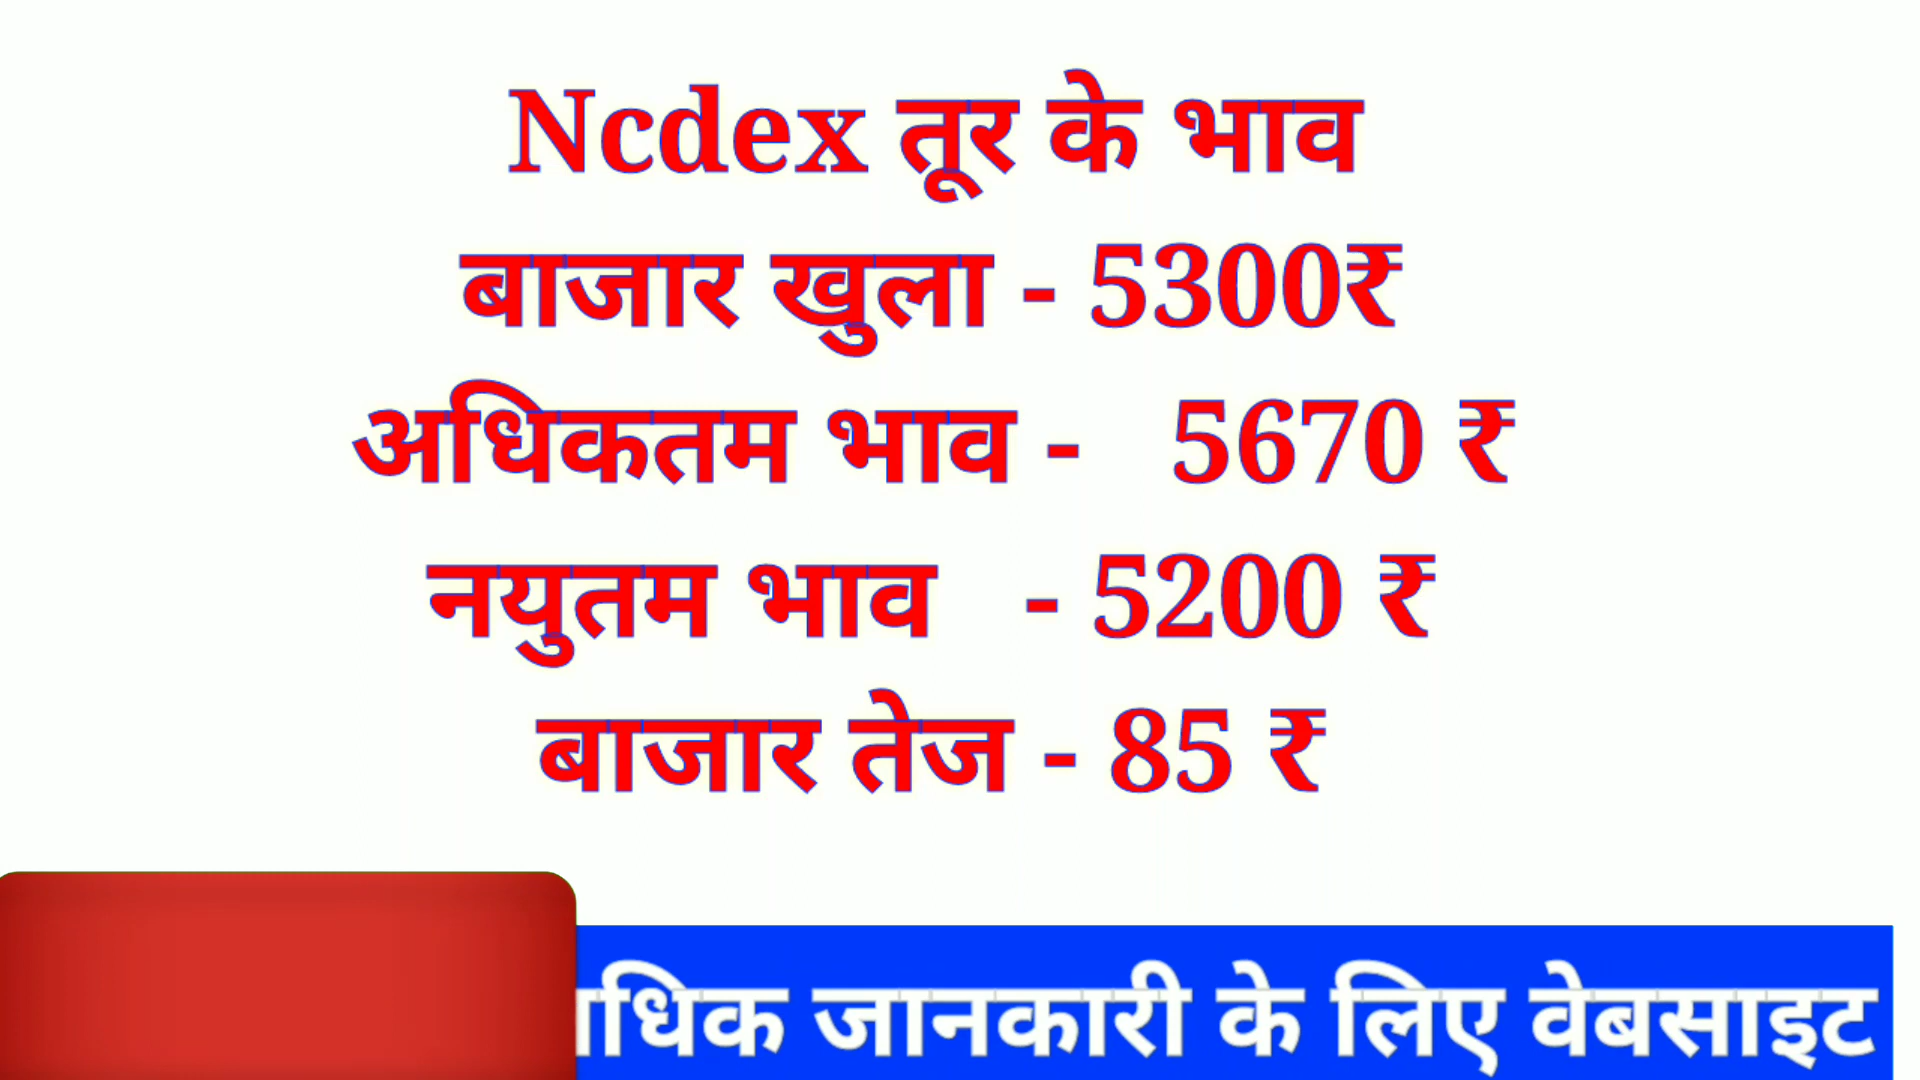 Ncdex तूर के भाव
बाजार खुला - 5300₹
अधिकतम भाव - 5670 ₹
नयुतम भाव - 5200 ₹
बाजार तेज - 85 ₹
जानकारी के लिए वेबसाइट